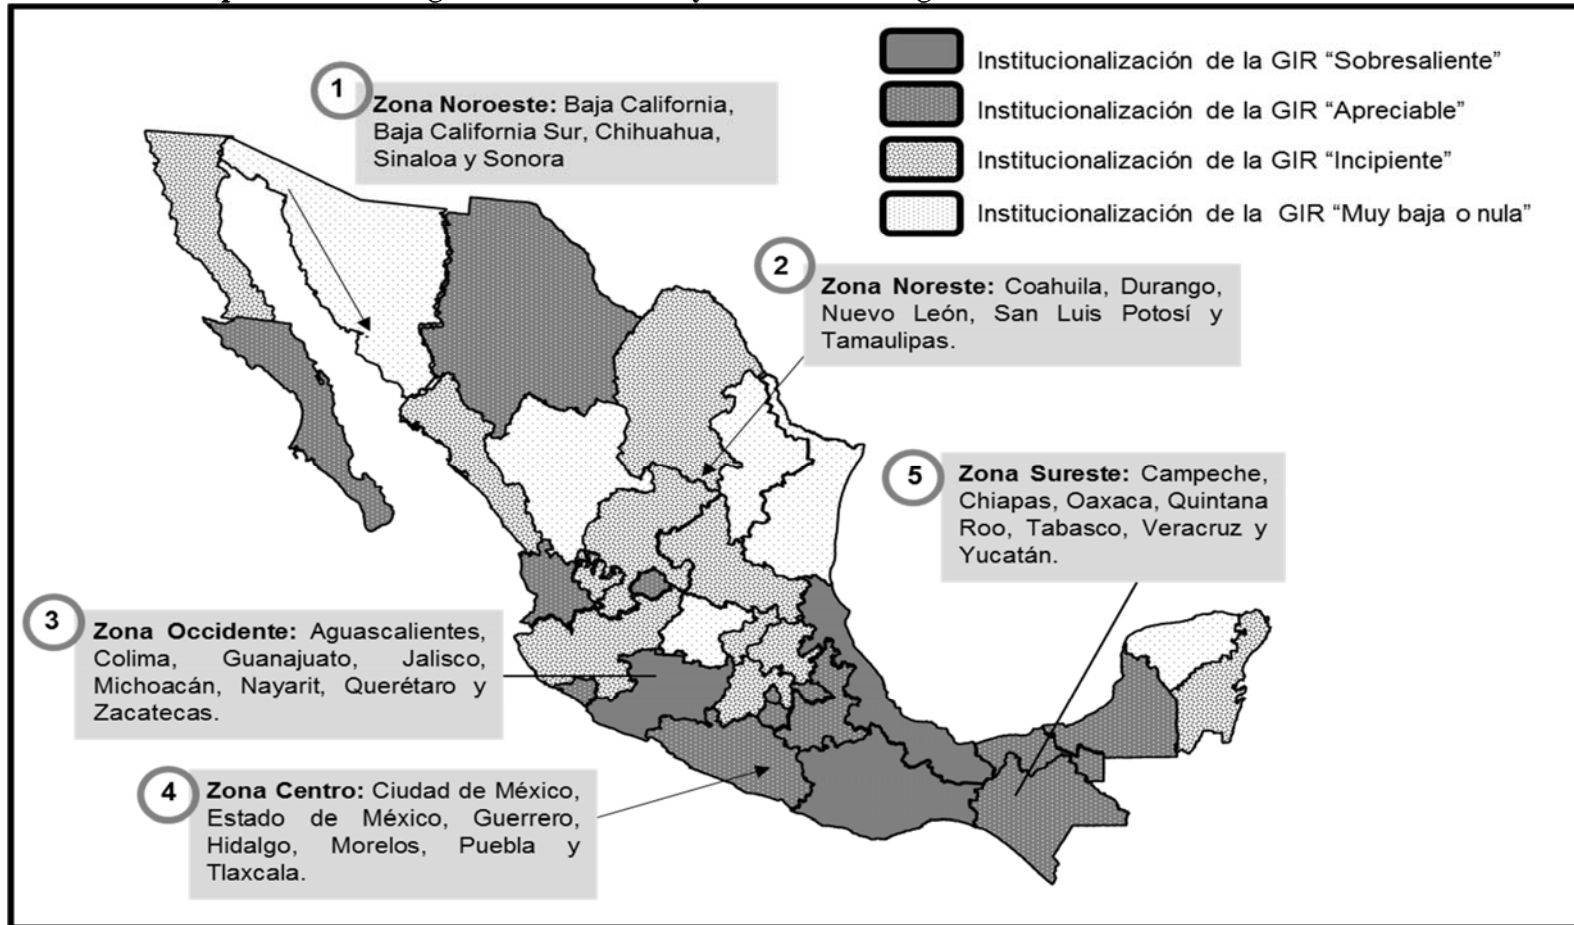 Institucionalización de la GIR “Sobresaliente”
Institucionalización de la GIR “Apreciable”
Institucionalización de la GIR “Incipiente”
Institucionalización de la GIR “Muy baja o nula”
1
Zona Noroeste: Baja California,
Baja California Sur, Chihuahua,
Sinaloa y Sonora
2
Zona Noreste: Coahuila, Durango,
Nuevo León, San Luis Potosí y
Tamaulipas.
5
Zona Sureste: Campeche,
Chiapas, Oaxaca, Quintana
Roo, Tabasco, Veracruz y
Yucatán.
3
Zona Occidente: Aguascalientes,
Colima, Guanajuato, Jalisco,
Michoacán, Nayarit, Querétaro y
Zacatecas.
4
Zona Centro: Ciudad de México,
Estado de México, Guerrero,
Hidalgo, Morelos, Puebla y
Tlaxcala.